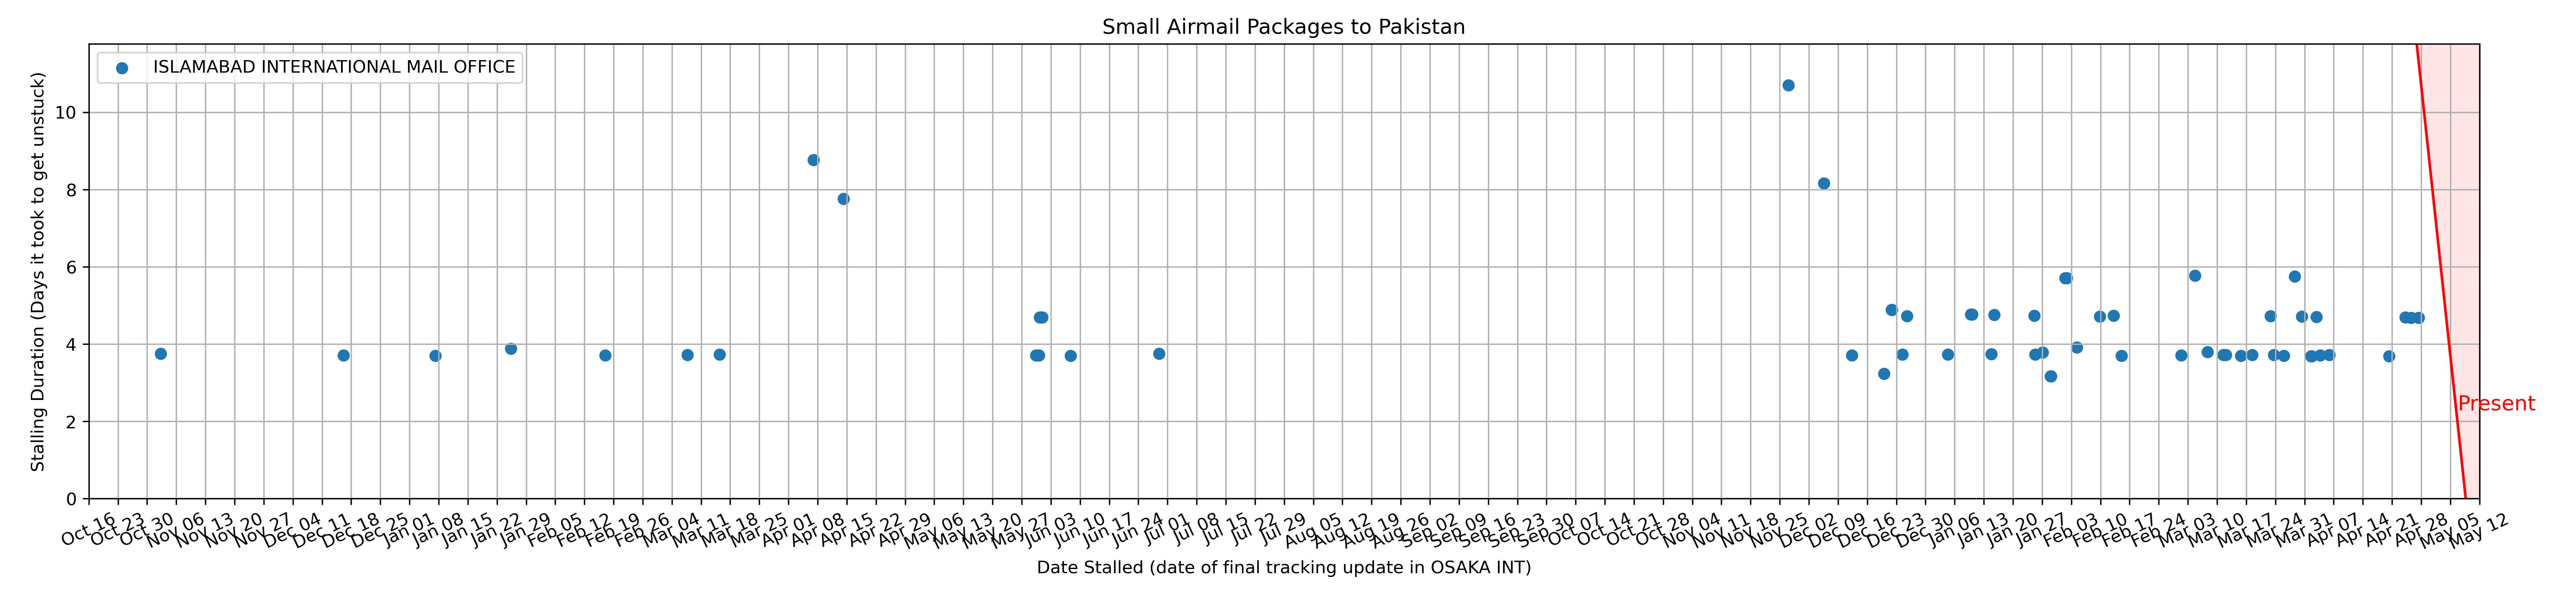 Small Airmail Packages to Pakistan
ISLAMABAD INTERNATIONAL MAIL OFFICE
Stalling Duration (Days it took to get unstuck)
10
8
6
4
2
0
Present
Oct 16
Oct 23
Oct 30
Nov 06
Nov 13
Nov 20
Nov 27
Dec 04
Dec 11
Dec 18
Dec 25
Jan 01
Jan 08
Jan 15
Jan 22
Jan 29
Feb 05
Feb 12
Feb 19
Feb 26
Mar 04
Mar 11
Mar 18
Mar 25
Apr 01
Apr 08
Apr 15
Apr 22
Apr 29
May 06
May 13
May 20
May 27
Jun 03
Jun 10
Jun 17
Jun 24
Jul 01
Jul 08
Jul 15
Jul 22
Jul 29
Aug 05
Aug 12
Aug 19
Aug 26
Sep 02
Sep 09
Sep 16
Sep 23
Sep 30
Oct 07
Oct 14
Oct 21
Oct 28
Nov 04
Nov 11
Nov 18
Nov 25
Dec 02
Dec 09
Dec 16
Dec 23
Dec 30
Jan 06
Jan 13
Jan 20
Jan 27
Feb 03
Feb 10
Feb 17
Feb 24
Mar 03
Mar 10
Mar 17
Mar 24
Mar 31
Apr 07
Apr 14
Apr 21
Apr 28
May 05
May 12
Date Stalled (date of final tracking update in OSAKA INT)